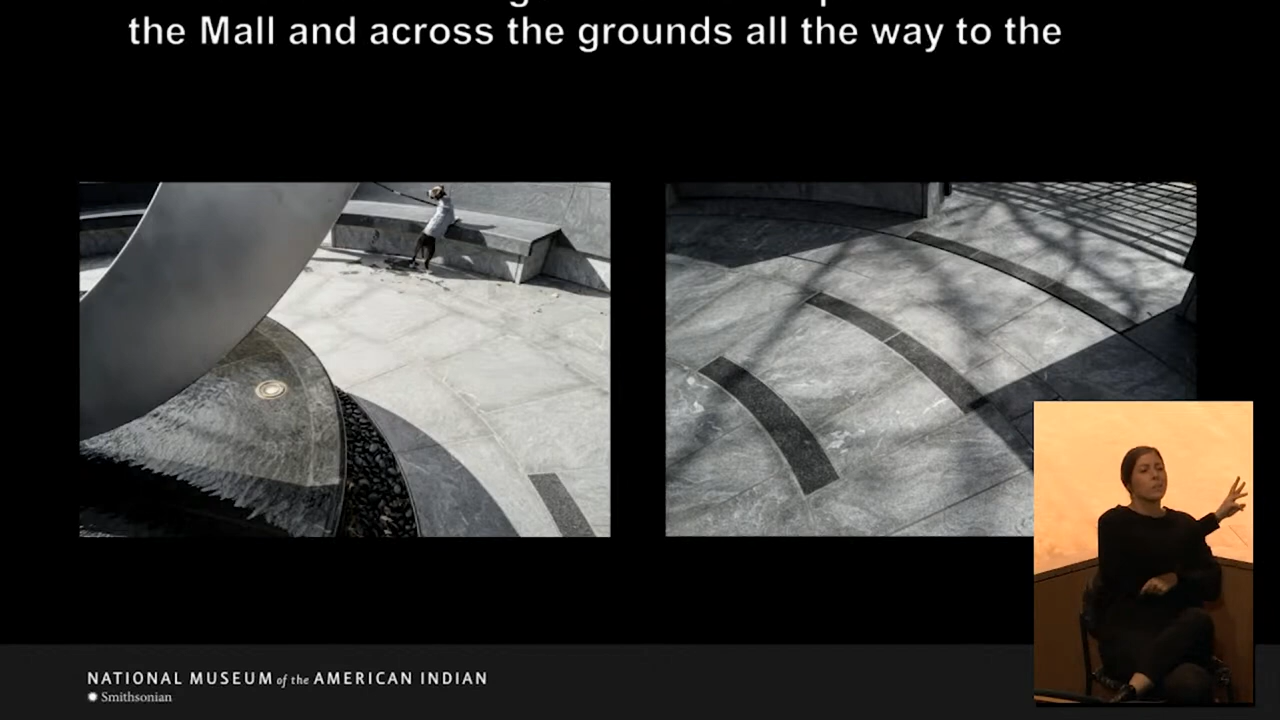 the Mall and across the grounds all the way to the
NATIONAL MUSEUM of the AMERICAN INDIAN
Smithsonian